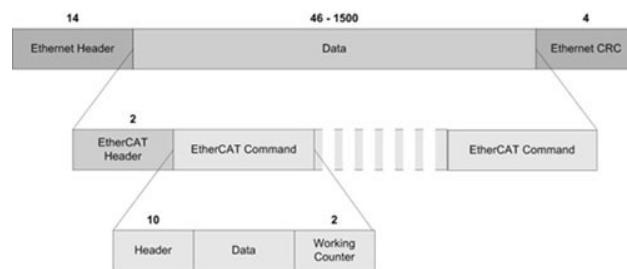 14 46 - 1500 4
Ethernet Header Data Ethernet CRC
2
EtherCAT
Header
EtherCAT Command
EtherCAT Command
10 2
Header Data
Working
Counter